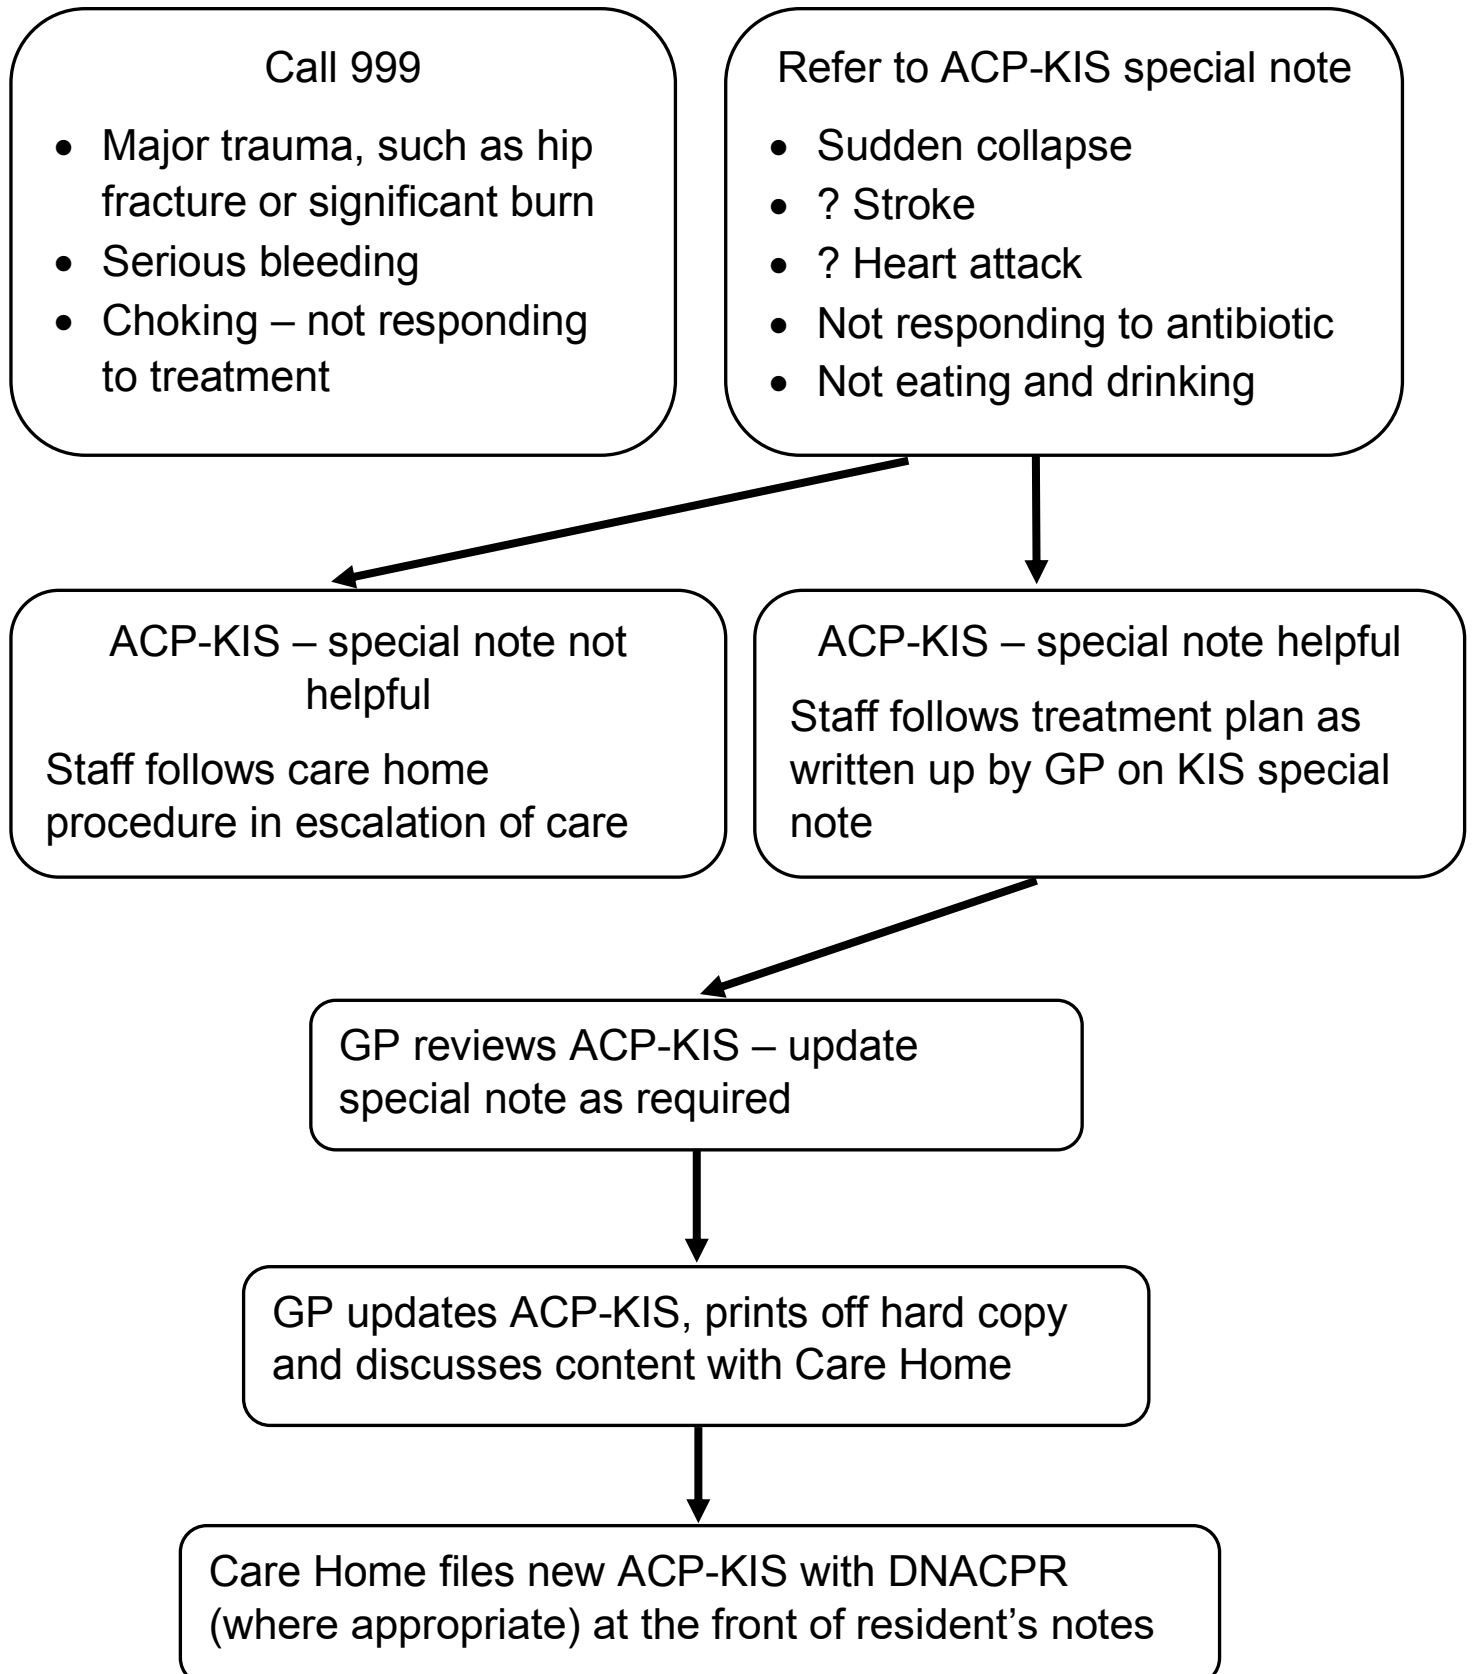 Call 999
• Major trauma, such as hip
fracture or significant burn
• Serious bleeding
• Choking – not responding
to treatment
Refer to ACP-KIS special note
• Sudden collapse
• ? Stroke
• ? Heart attack
• Not responding to antibiotic
• Not eating and drinking
ACP-KIS – special note not
helpful
Staff follows care home
procedure in escalation of care
ACP-KIS – special note helpful
Staff follows treatment plan as
written up by GP on KIS special
note
GP reviews ACP-KIS – update
special note as required
GP updates ACP-KIS, prints off hard copy
and discusses content with Care Home
Care Home files new ACP-KIS with DNACPR
(where appropriate) at the front of resident’s notes